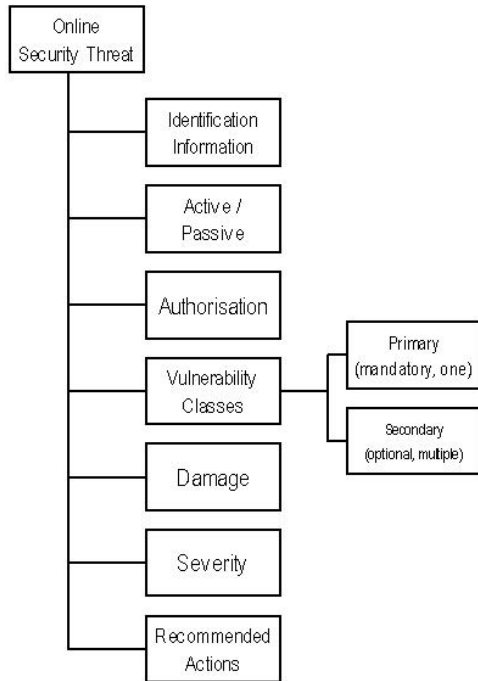 Online
Security Threat
Identification
Information
Active /
Passive
Authorisation
Vulnerability
Classes
Primary
(mandatory, one)
Secondary
(optional, multiple)
Damage
Severity
Recommended
Actions